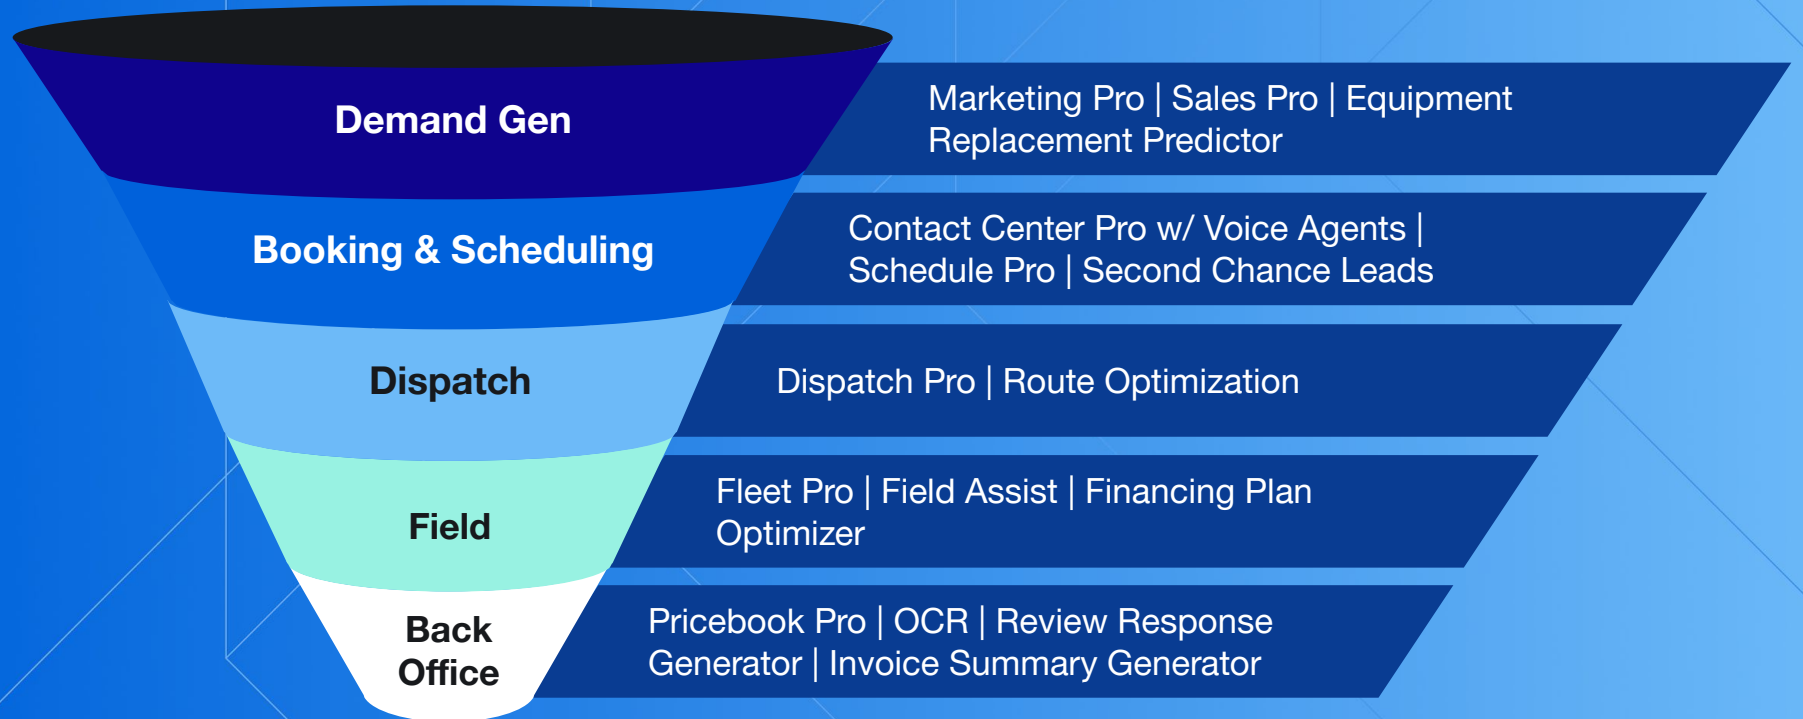 Demand Gen
Marketing Pro | Sales Pro | Equipment
Replacement Predictor
Booking & Scheduling
Contact Center Pro w/ Voice Agents |
Schedule Pro | Second Chance Leads
Dispatch
Dispatch Pro | Route Optimization
Field
Fleet Pro | Field Assist | Financing Plan
Optimizer
Back
Office
Pricebook Pro | OCR | Review Response
Generator | Invoice Summary Generator